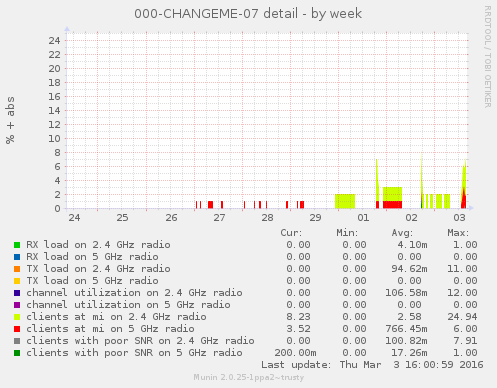 000-CHANGEME-07 detail - by week
RRDTOOL / TOBI OETIKER
% + abs
24
22
20
18
16
14
12
10
8
6
4
2
0
24 25 26 27 28 29 01 02 03
Cur: Min: Avg: Max:
RX load on 2.4 GHz radio 0.00 0.00 4.10m 1.00
RX load on 5 GHz radio 0.00 0.00 0.00 0.00
TX load on 2.4 GHz radio 0.00 0.00 94.62m 11.00
TX load on 5 GHz radio 0.00 0.00 0.00 0.00
channel utilization on 2.4 GHz radio 0.00 0.00 106.58m 12.00
channel utilization on 5 GHz radio 0.00 0.00 0.00 0.00
clients at mi on 2.4 GHz radio 8.23 0.00 2.58 24.94
clients at mi on 5 GHz radio 3.52 0.00 766.45m 6.00
clients with poor SNR on 2.4 GHz radio 0.00 0.00 100.82m 7.91
clients with poor SNR on 5 GHz radio 200.00m 0.00 17.26m 1.00
Last update: Thu Mar 3 16:00:59 2016
Munin 2.0.25-1ppa2~trusty